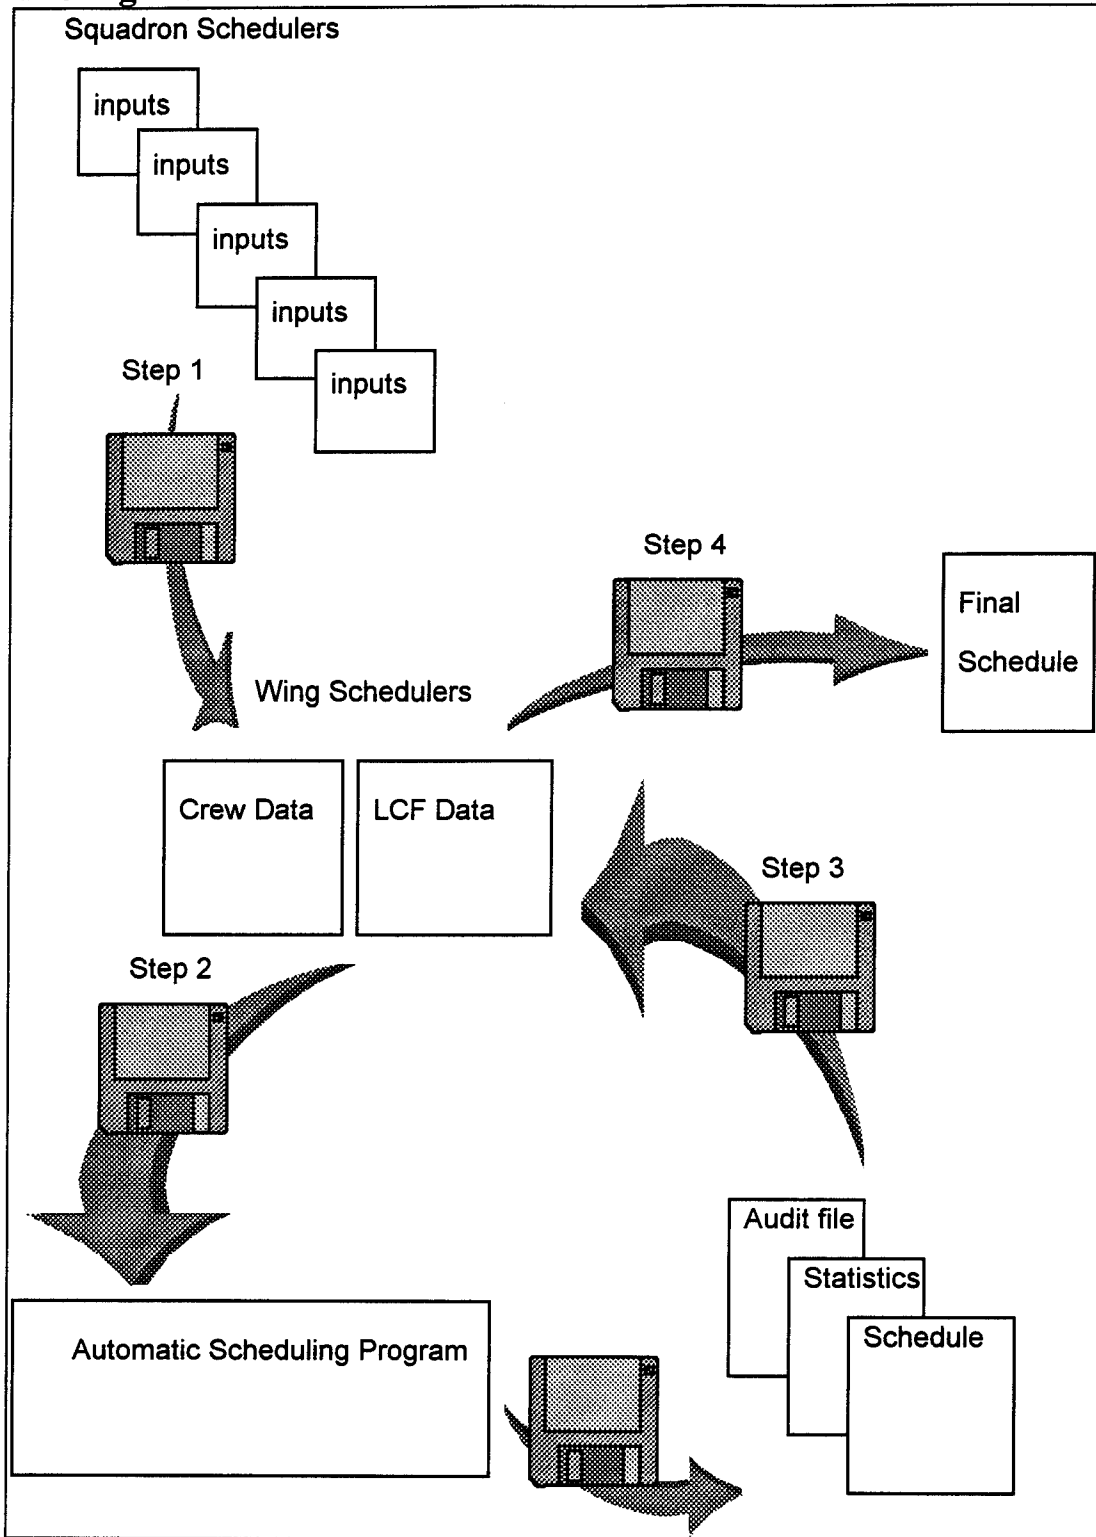 Squadron Schedulers
inputs
inputs
inputs
inputs
inputs
Step 1
Step 4
Final
Schedule
Wing Schedulers
Crew Data
LCF Data
Step 3
Step 2
Audit file
Statistics
Schedule
Automatic Scheduling Program